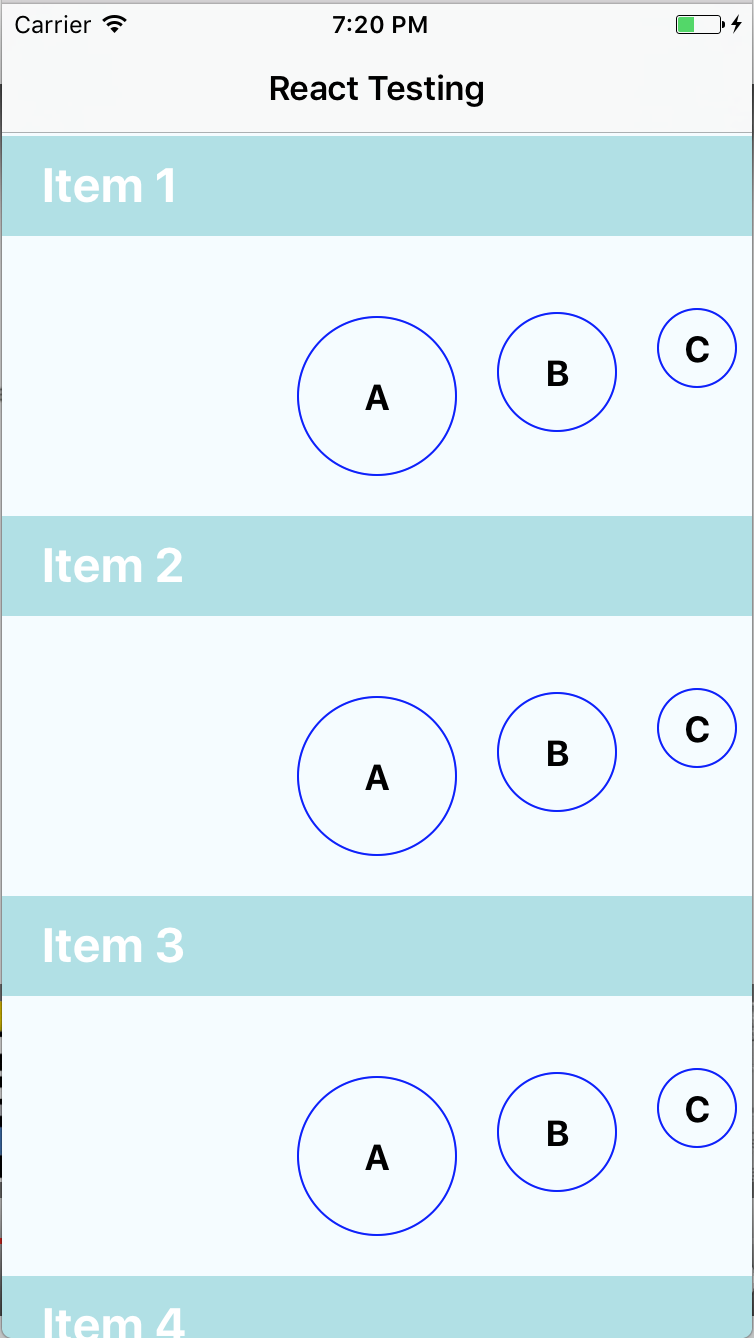 Carrier 7:20 PM
React Testing
Item 1
A B C
Item 2
A B C
Item 3
A B C
Item 4